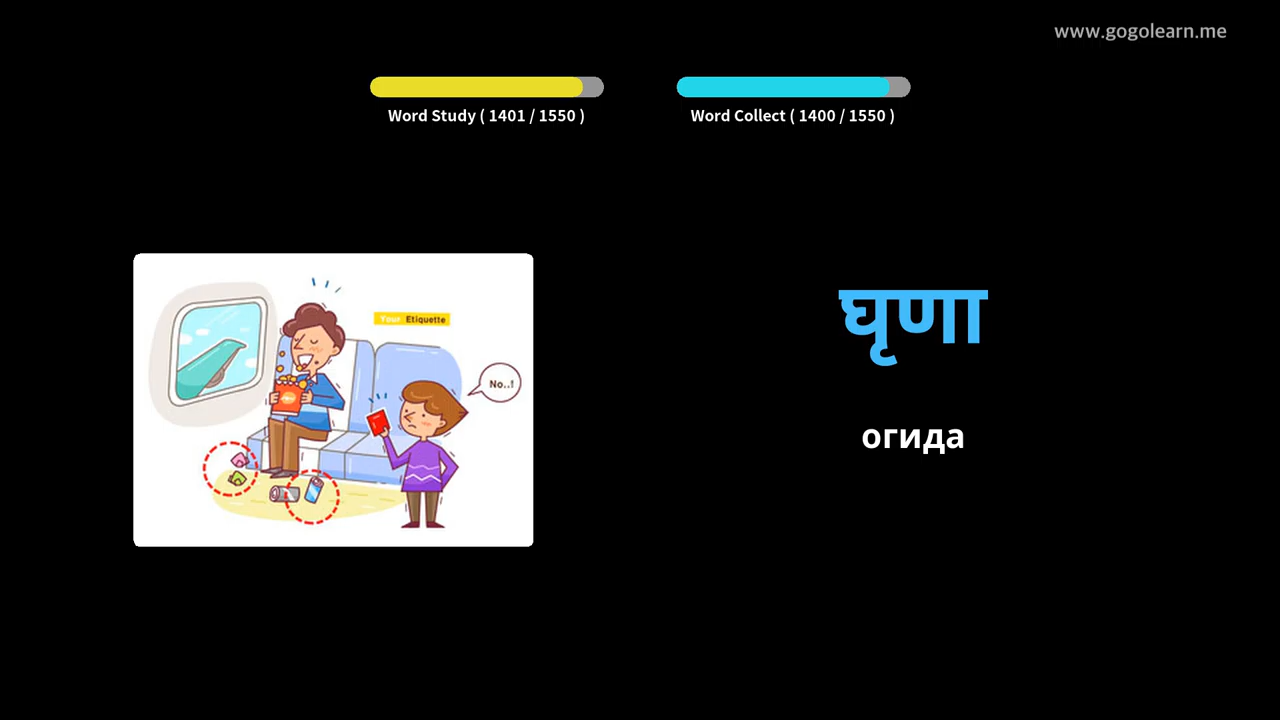 www.gogolearn.me
Word Study ( 1401 / 1550 )
Word Collect ( 1400 / 1550 )
Your Etiquette
No..!
घृणा
огида